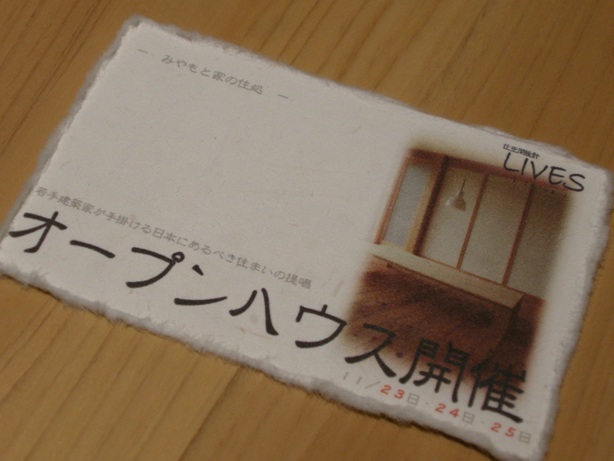 ― みやもと家の住処 ―
LIVES
若手建築家が手掛ける日本にあるべき住まいの提唱
オープンハウス開催
11/23日・24日・25日